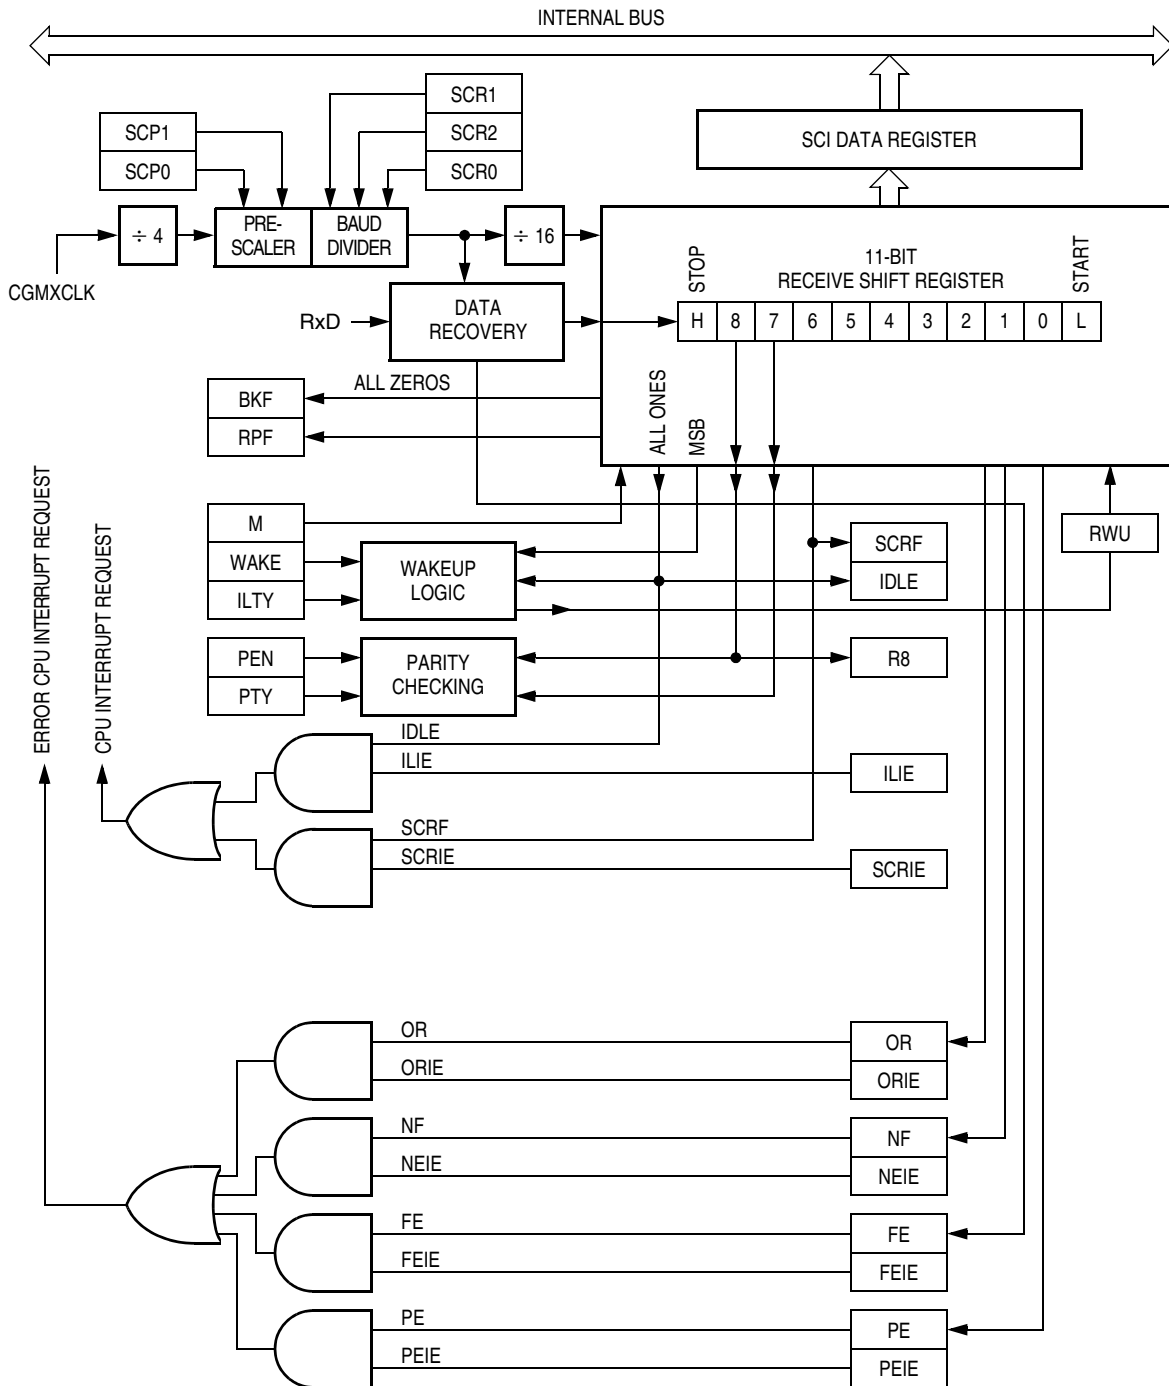 INTERNAL BUS
SCR1
SCP1
SCR2
SCI DATA REGISTER
SCP0
SCR0
÷ 4
PRE-
SCALER
BAUD
DIVIDER
÷ 16
CGMXCLK
STOP
11-BIT
RECEIVE SHIFT REGISTER
START
RxD
DATA
RECOVERY
H 8 7 6 5 4 3 2 1 0 L
ALL ZEROS
BKF
RPF
ALL ONES
MSB
ERROR CPU INTERRUPT REQUEST
CPU INTERRUPT REQUEST
M
WAKE
ILTY
WAKEUP
LOGIC
SCRF
IDLE
RWU
PEN
PTY
PARITY
CHECKING
R8
IDLE
ILIE
ILIE
SCRF
SCRIE
SCRIE
OR
OR
ORIE
ORIE
NF
NF
NEIE
NEIE
FE
FE
FEIE
FEIE
PE
PE
PEIE
PEIE